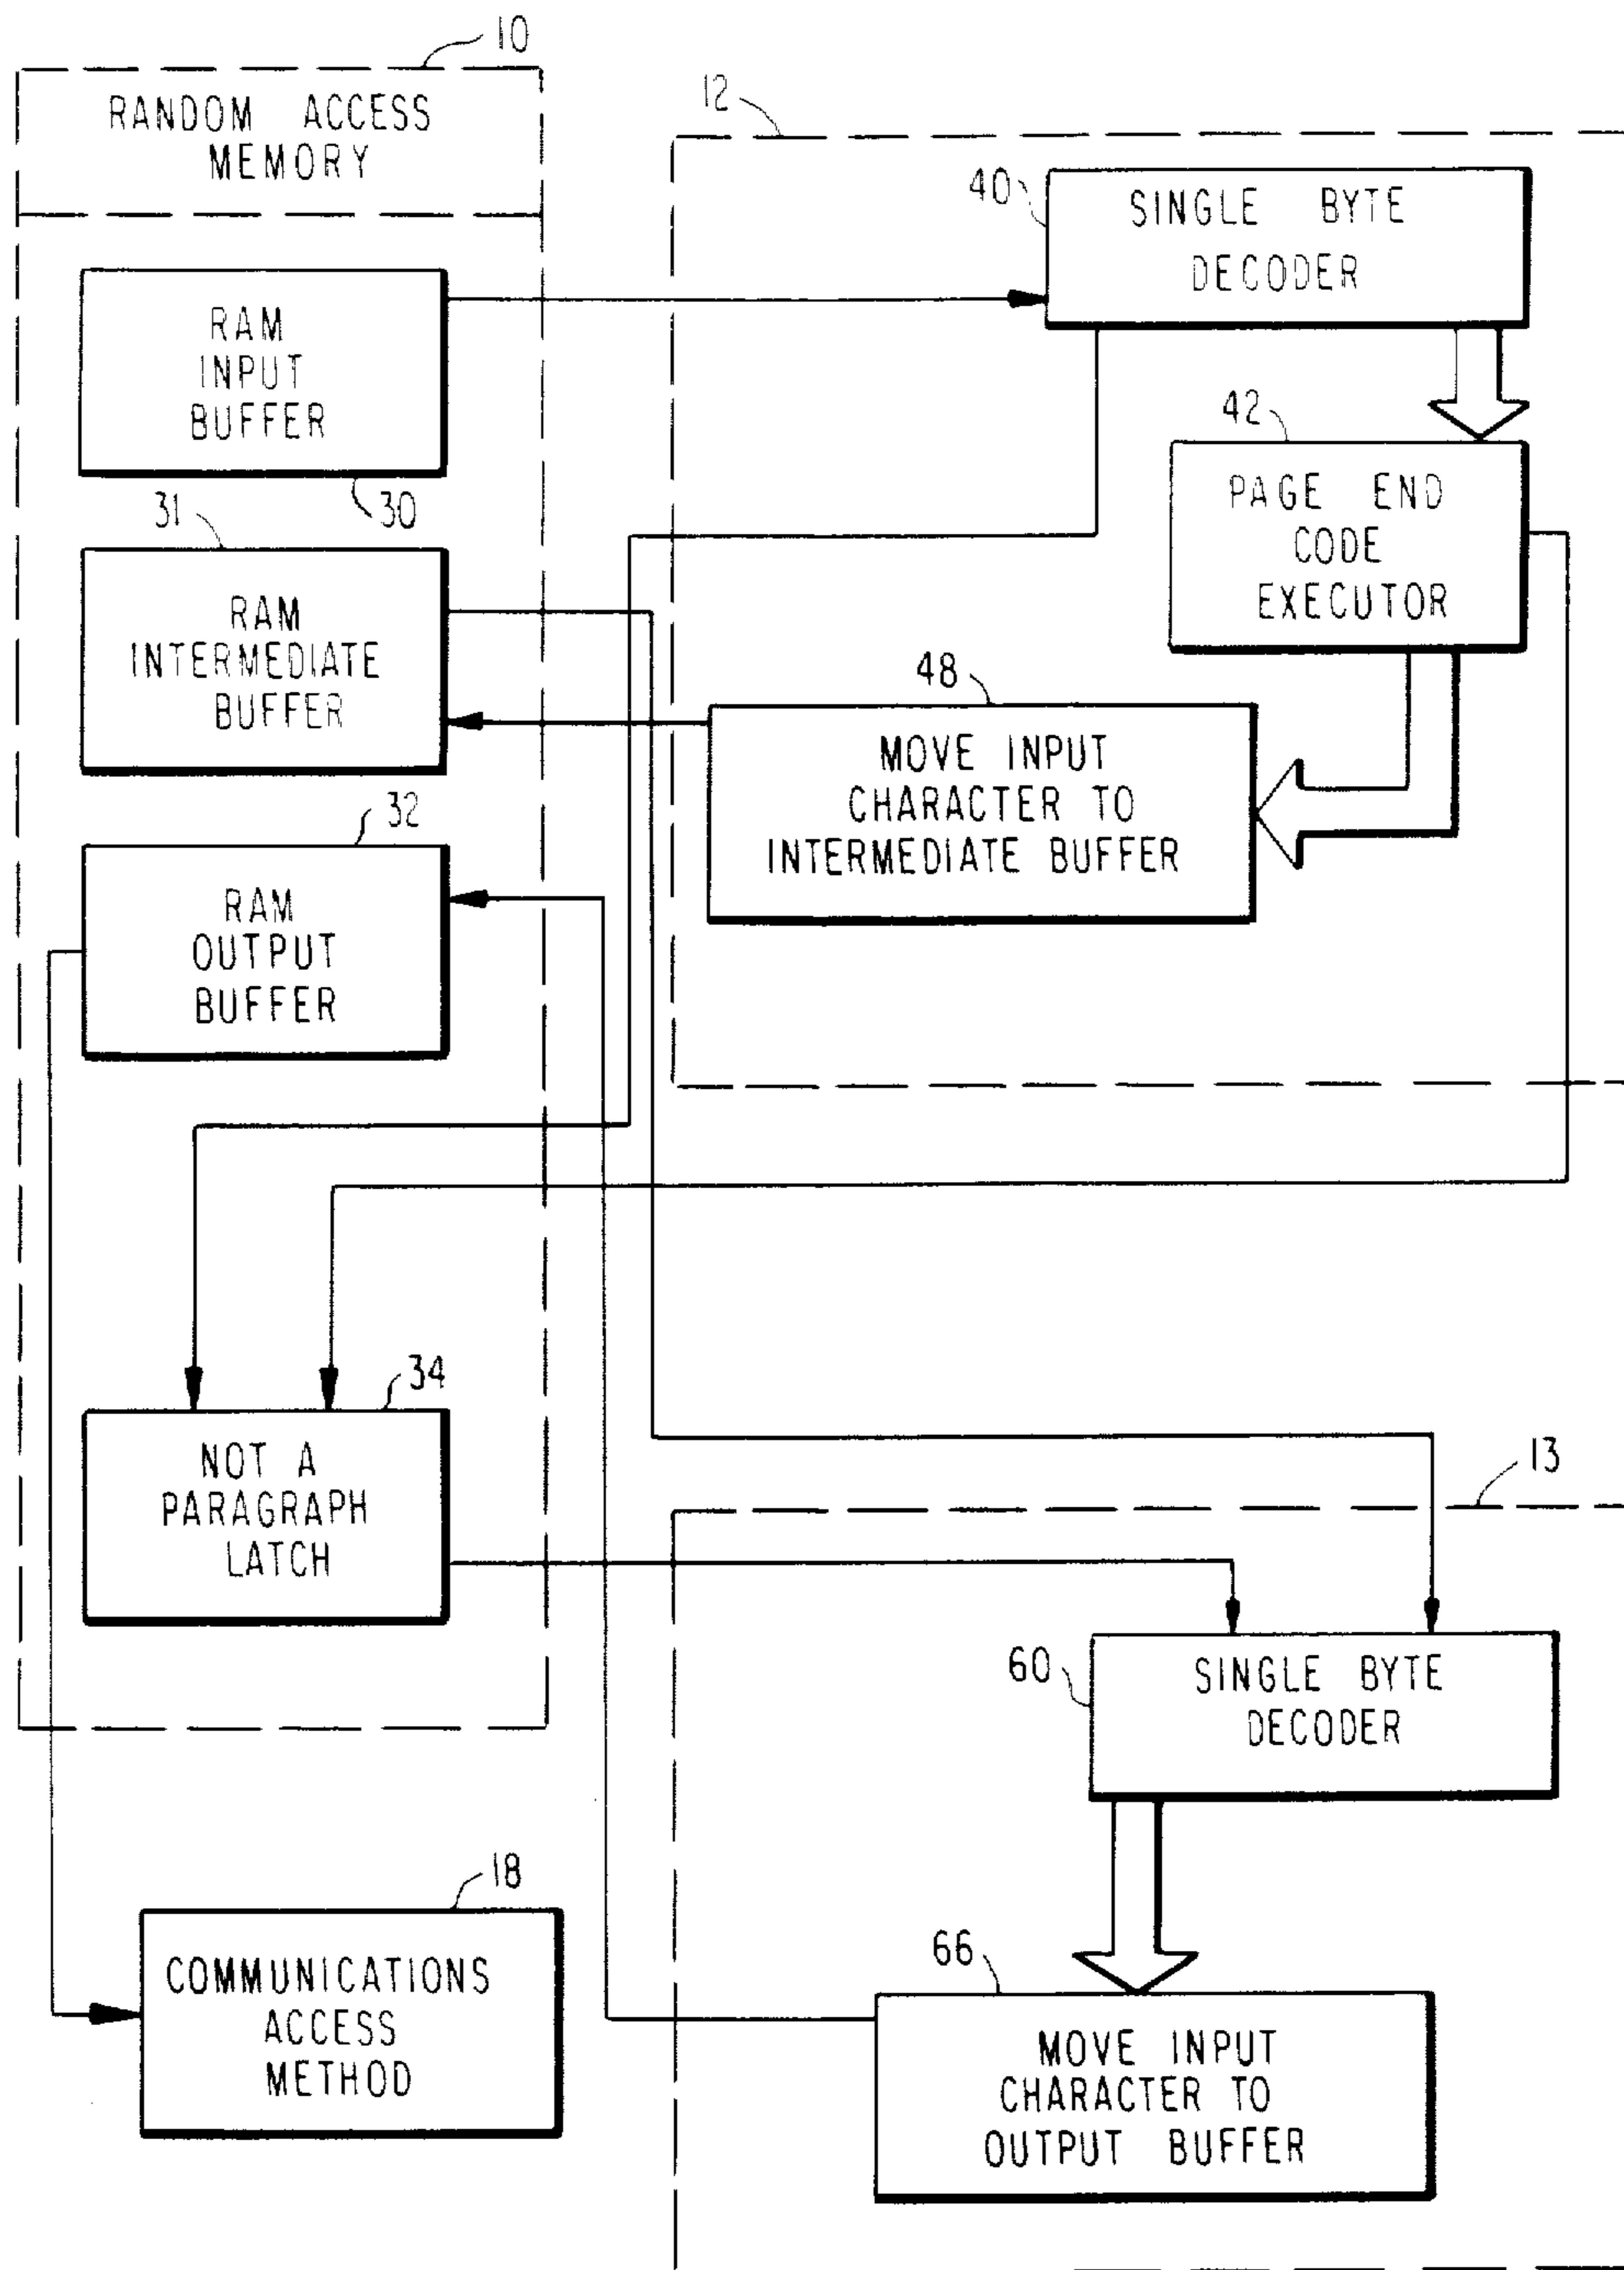 10
RANDOM ACCESS
MEMORY
12
40
SINGLE BYTE
DECODER
RAM
INPUT
BUFFER
30
42
PAGE END
CODE
EXECUTOR
31
RAM
INTERMEDIATE
BUFFER
48
MOVE INPUT
CHARACTER TO
INTERMEDIATE BUFFER
32
RAM
OUTPUT
BUFFER
34
NOT A
PARAGRAPH
LATCH
13
60
SINGLE BYTE
DECODER
18
COMMUNICATIONS
ACCESS
METHOD
66
MOVE INPUT
CHARACTER TO
OUTPUT BUFFER